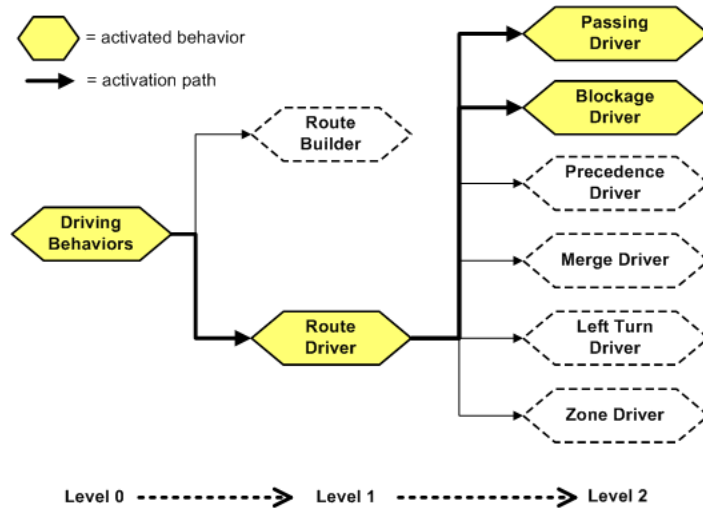 = activated behavior
= activation path
Passing
Driver
Blockage
Driver
Route
Builder
Precedence
Driver
Driving
Behaviors
Merge Driver
Route
Driver
Left Turn
Driver
Zone Driver
Level 0
Level 1
Level 2